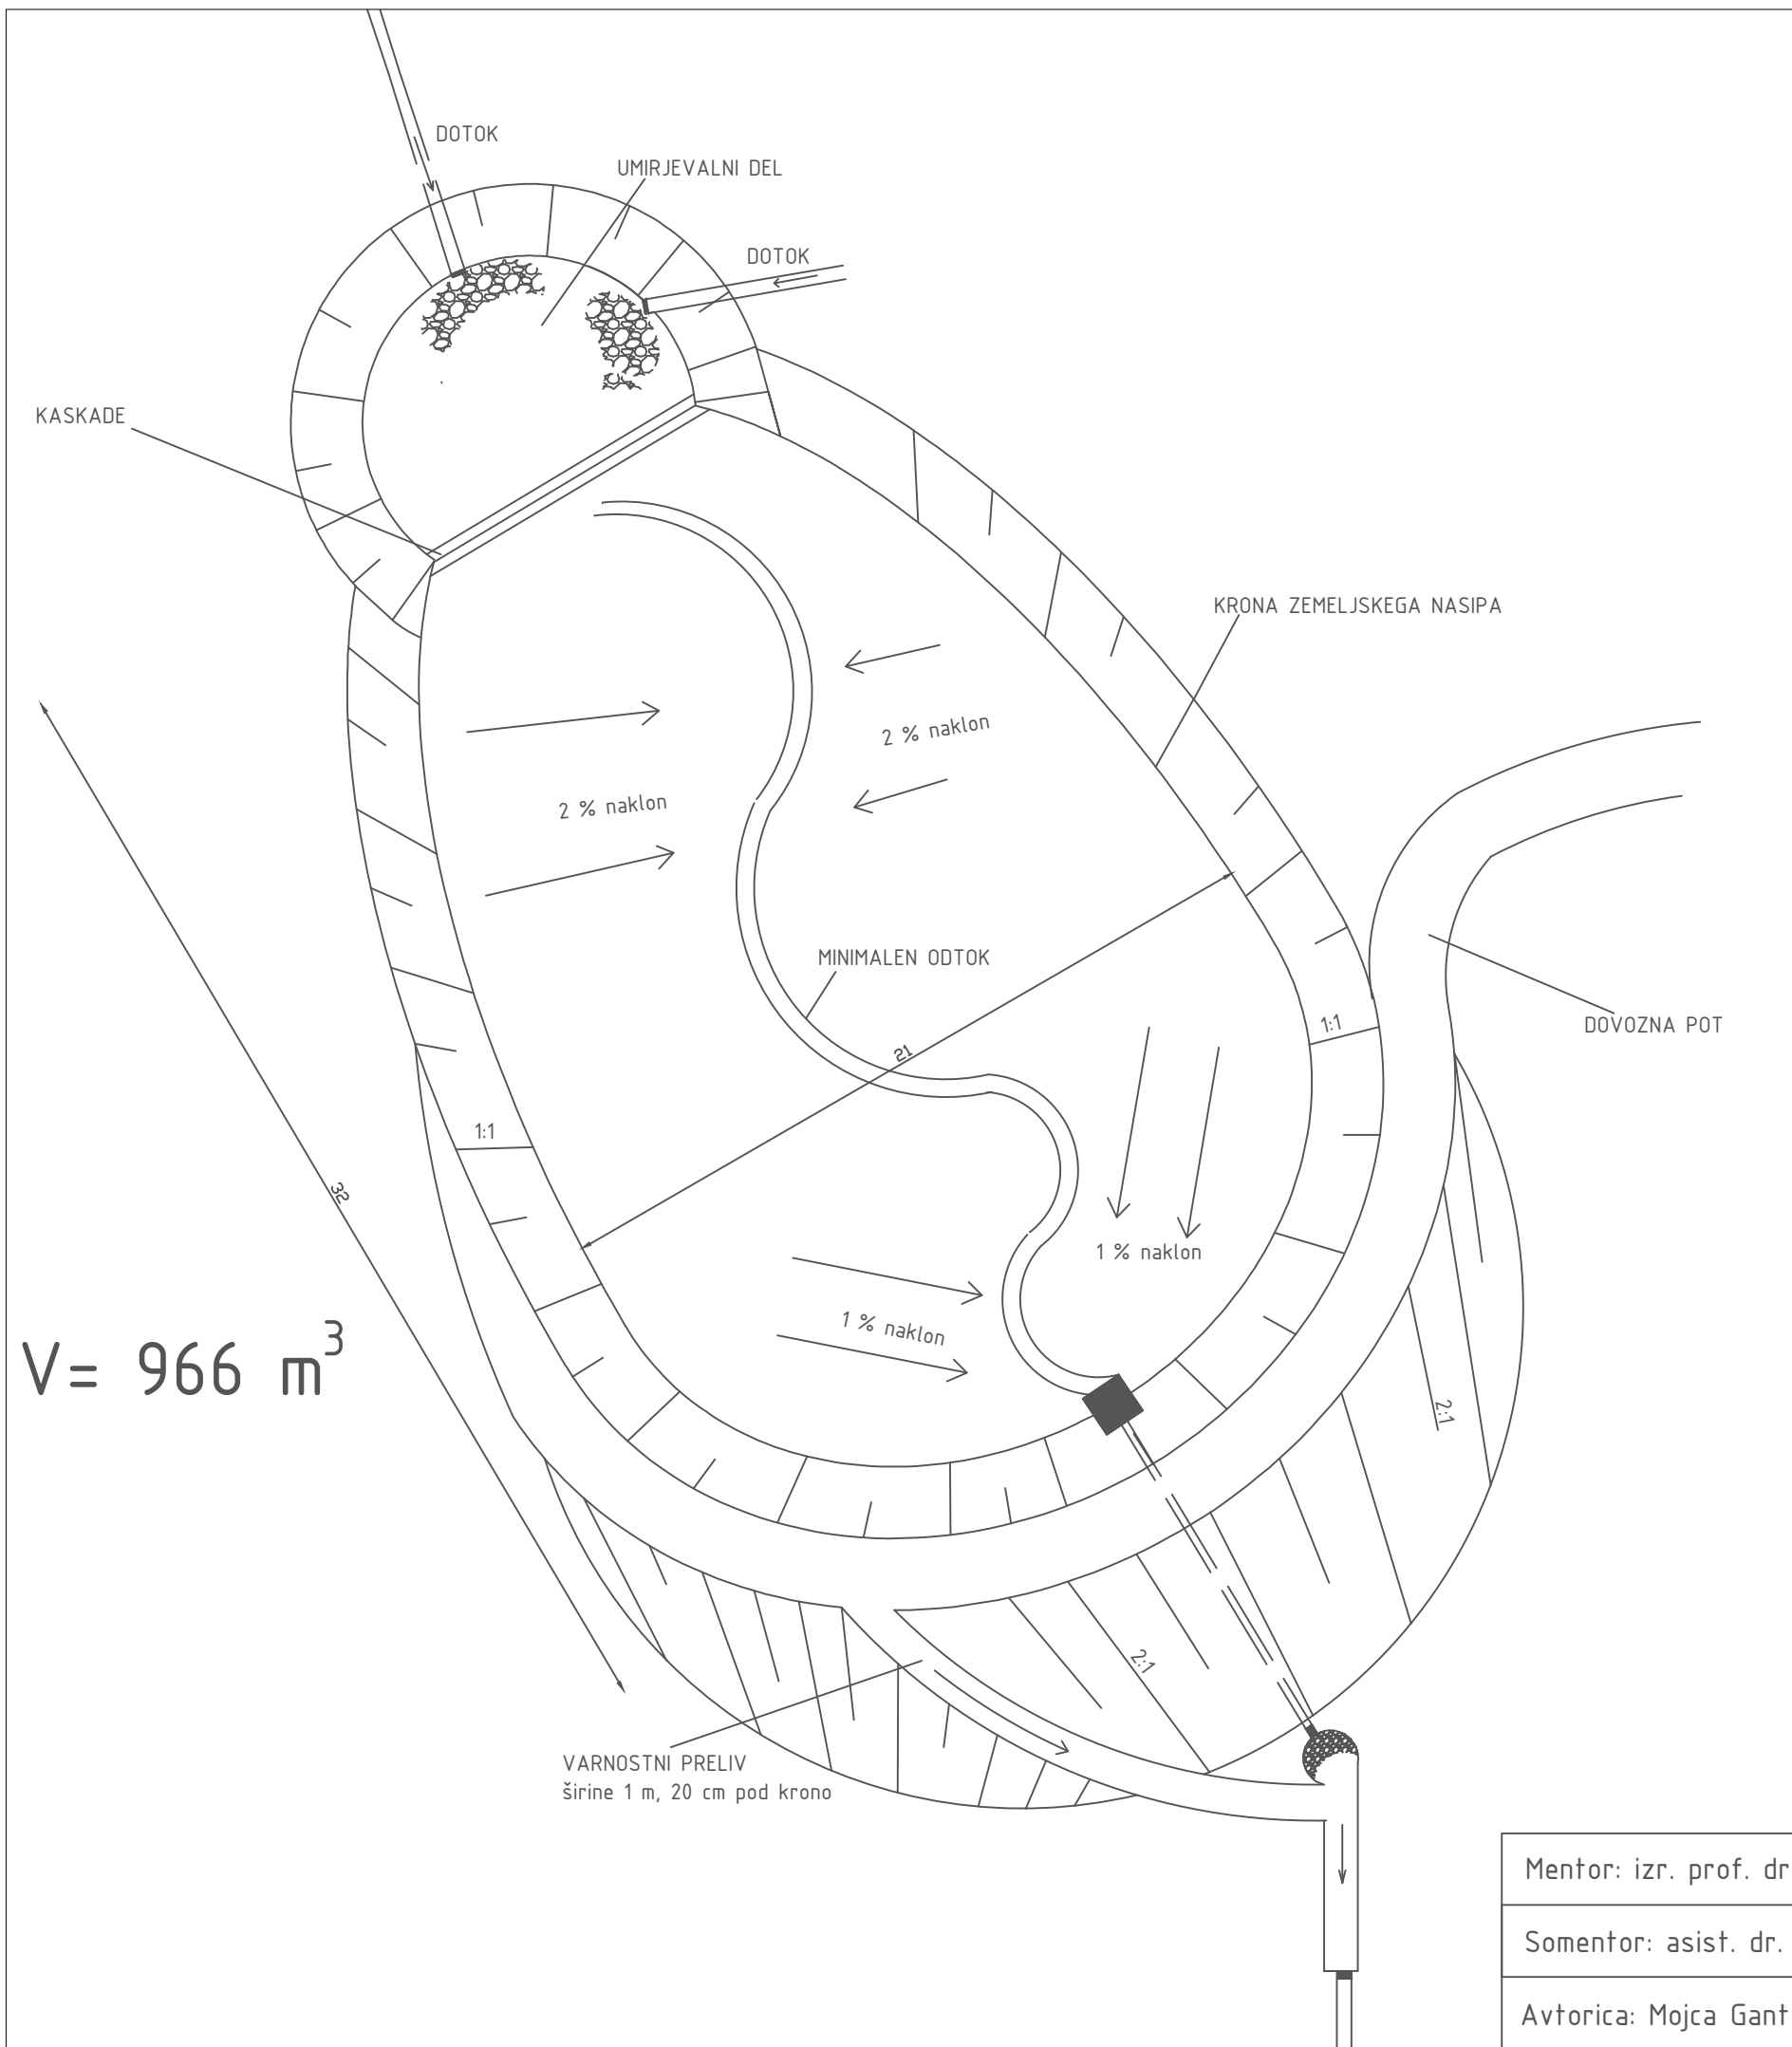 DOTOK
UMIRJEVALNI DEL
DOTOK
KASKADE
KRONA ZEMELJSKEGA NASIPA
2 % naklon
2 % naklon
MINIMALEN ODTOK
1:1
DOVOZNA POT
21
1:1
32
1 % naklon
1 % naklon
V= 966 m³
2:1
2:1
VARNOSTNI PRELIV
širine 1 m, 20 cm pod krono
Mentor: izr. prof. dr
Somentor: asist. dr.
Avtorica: Mojca Gant